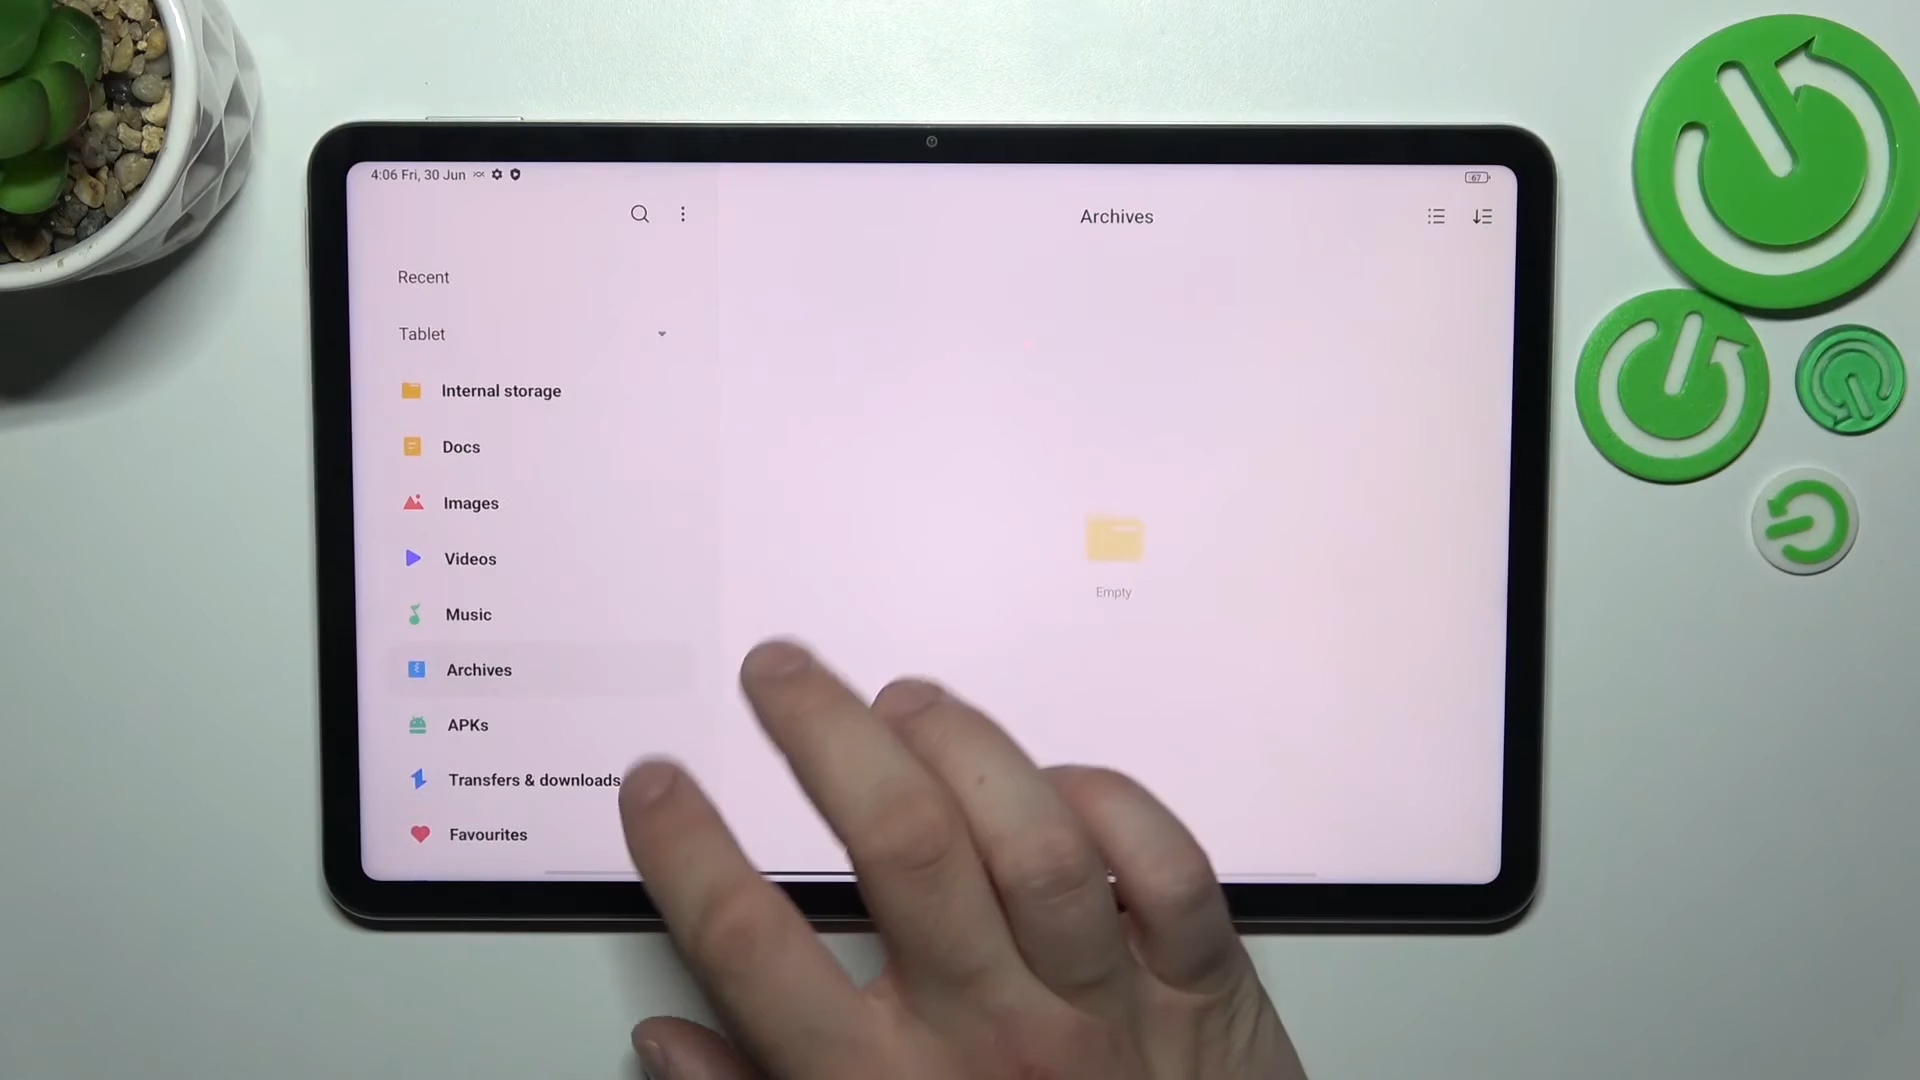 4:06 Fri, 30 Jun
67
Archives
Recent
Tablet
Internal storage
Docs
Images
Videos
Music
Archives
APKs
Transfers & downloads
Favourites
Empty